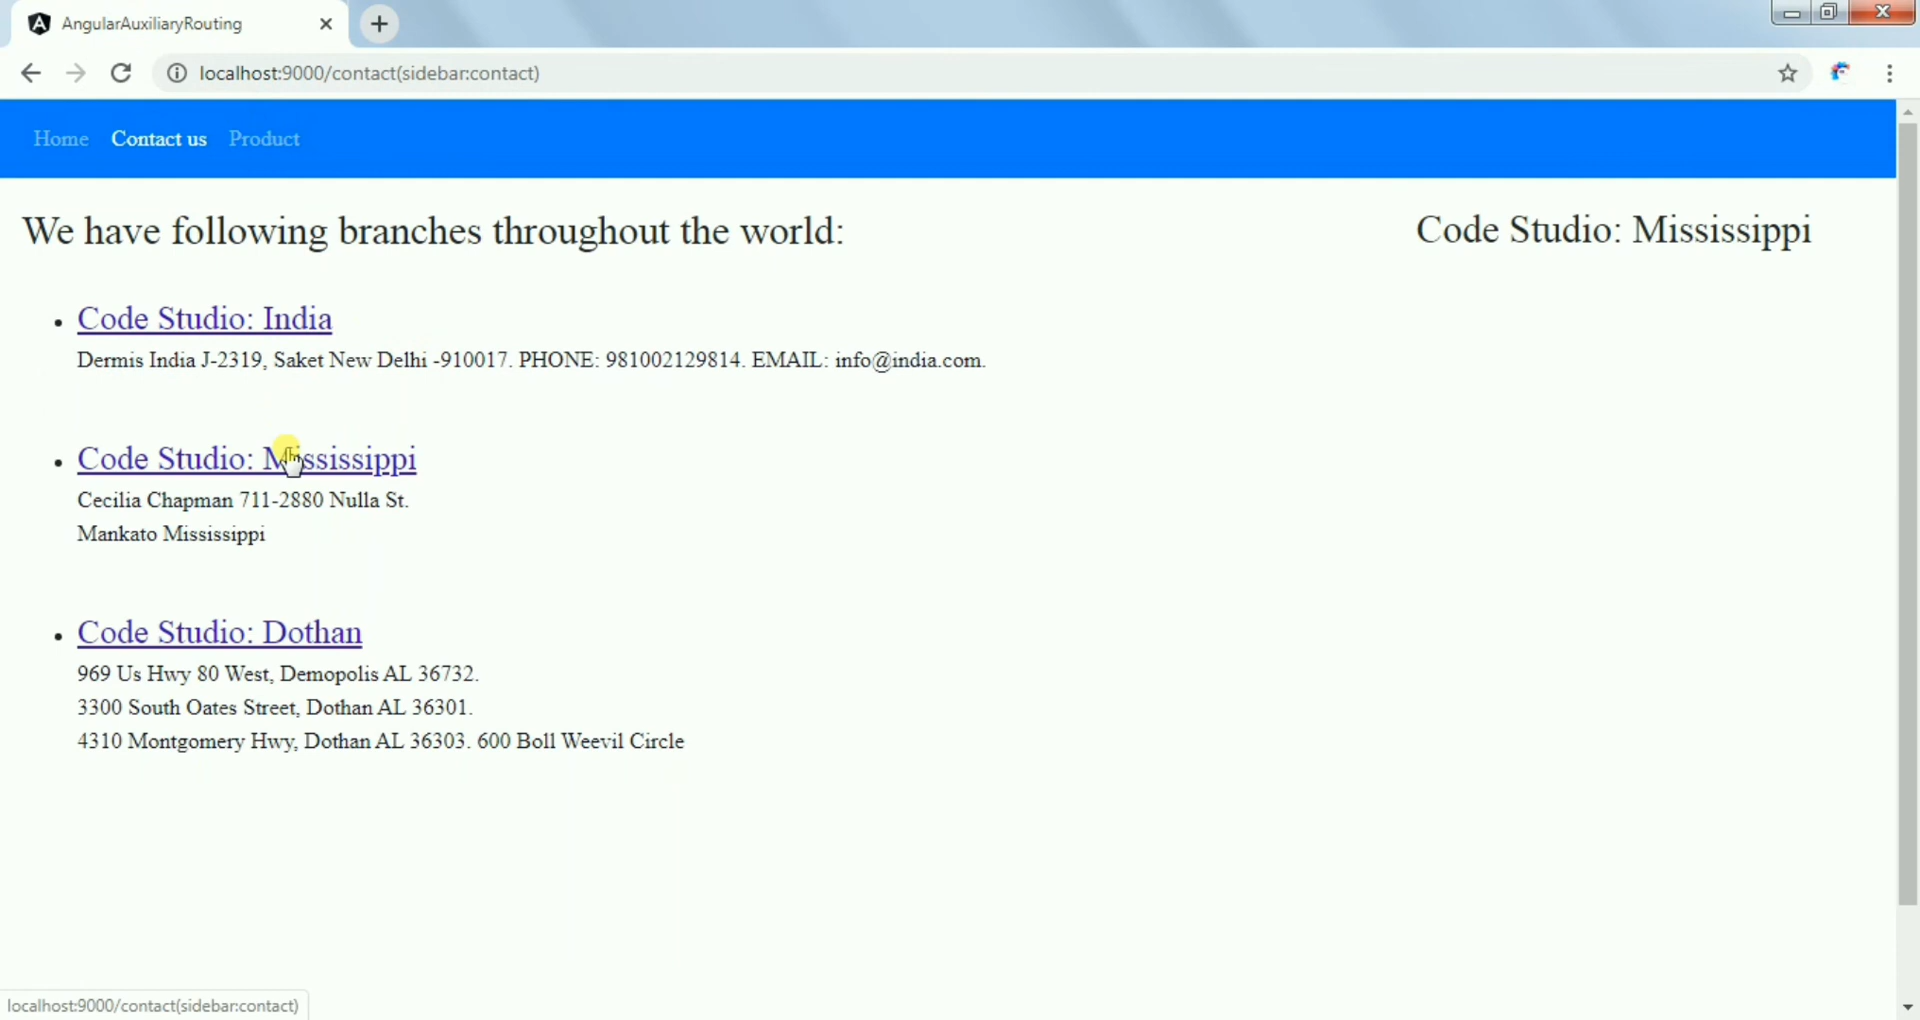 AngularAuxiliaryRouting
localhost:9000/contact(sidebar:contact)
Home Contact us Product
We have following branches throughout the world:
Code Studio: Mississippi
Code Studio: India
Dermis India J-2319, Saket New Delhi -910017. PHONE: 981002129814. EMAIL: info@india.com.
Code Studio: Mississippi
Cecilia Chapman 711-2880 Nulla St.
Mankato Mississippi
Code Studio: Dothan
969 Us Hwy 80 West, Demopolis AL 36732.
3300 South Oates Street, Dothan AL 36301.
4310 Montgomery Hwy, Dothan AL 36303. 600 Boll Weevil Circle
localhost:9000/contact(sidebar:contact)